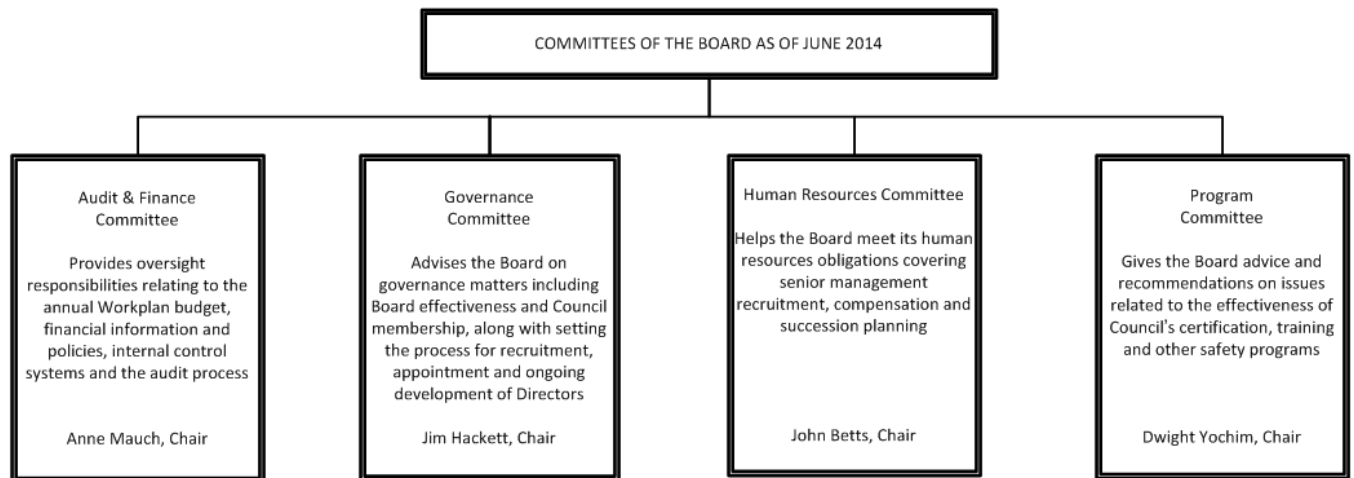 COMMITTEES OF THE BOARD AS OF JUNE 2014
Audit & Finance
Committee
Provides oversight
responsibilities relating to the
annual Workplan budget,
financial information and
policies, internal control
systems and the audit process
Anne Mauch, Chair
Governance
Committee
Advises the Board on
governance matters including
Board effectiveness and Council
membership, along with setting
the process for recruitment,
appointment and ongoing
development of Directors
Jim Hackett, Chair
Human Resources Committee
Helps the Board meet its human
resources obligations covering
senior management
recruitment, compensation and
succession planning
John Betts, Chair
Program
Committee
Gives the Board advice and
recommendations on issues
related to the effectiveness of
Council's certification, training
and other safety programs
Dwight Yochim, Chair